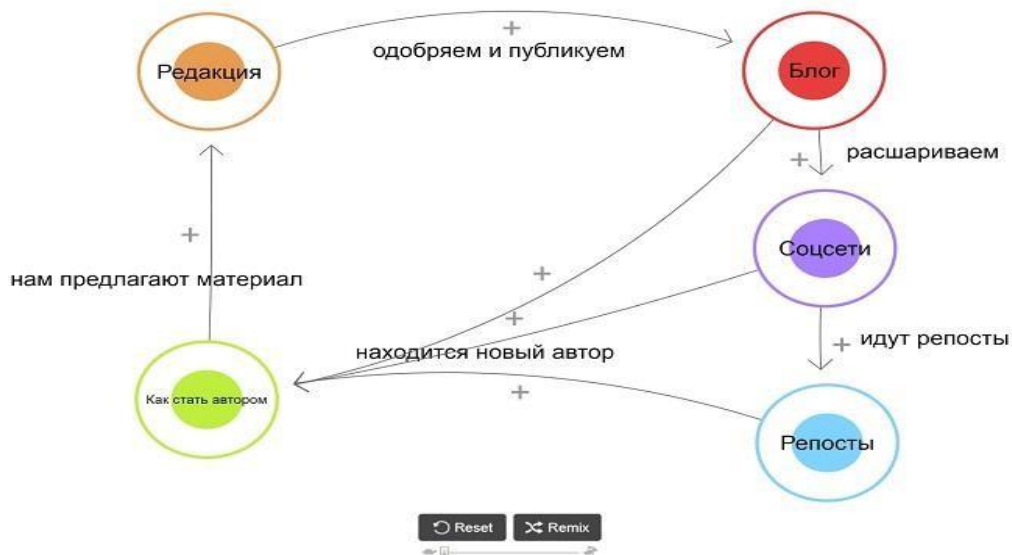 +
одобряем и публикуем
Редакция
Блог
+
расшариваем
+
Соцсети
нам предлагают материал
+
+
находится новый автор
+
идут репосты
Как стать автором
+
Репосты
Reset
Remix